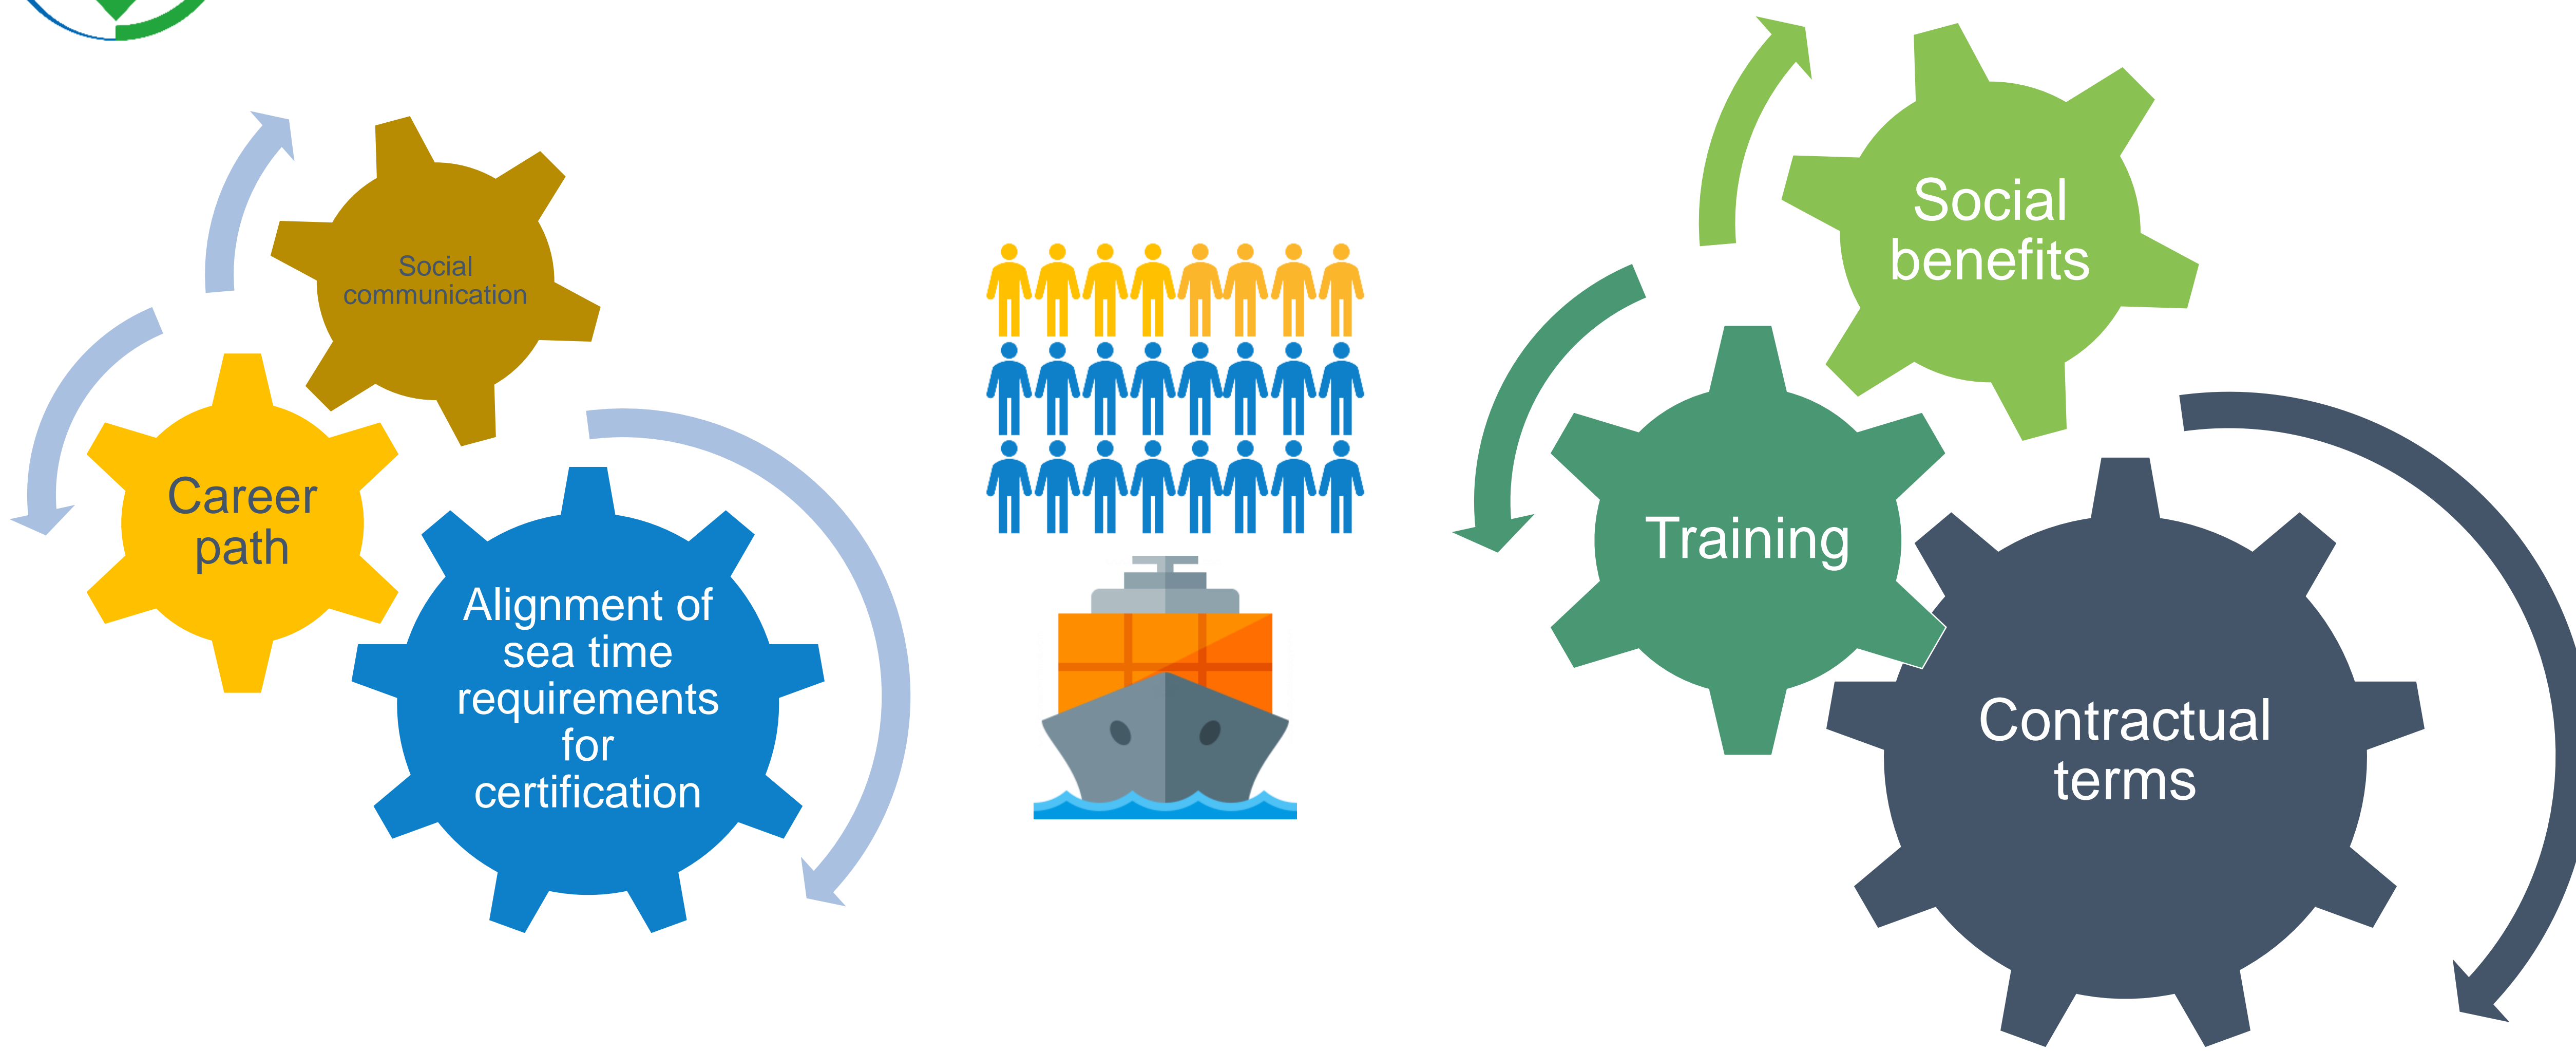 Social
communication
Career
path
Alignment of
sea time
requirements
for
certification
Social
benefits
Training
Contractual
terms